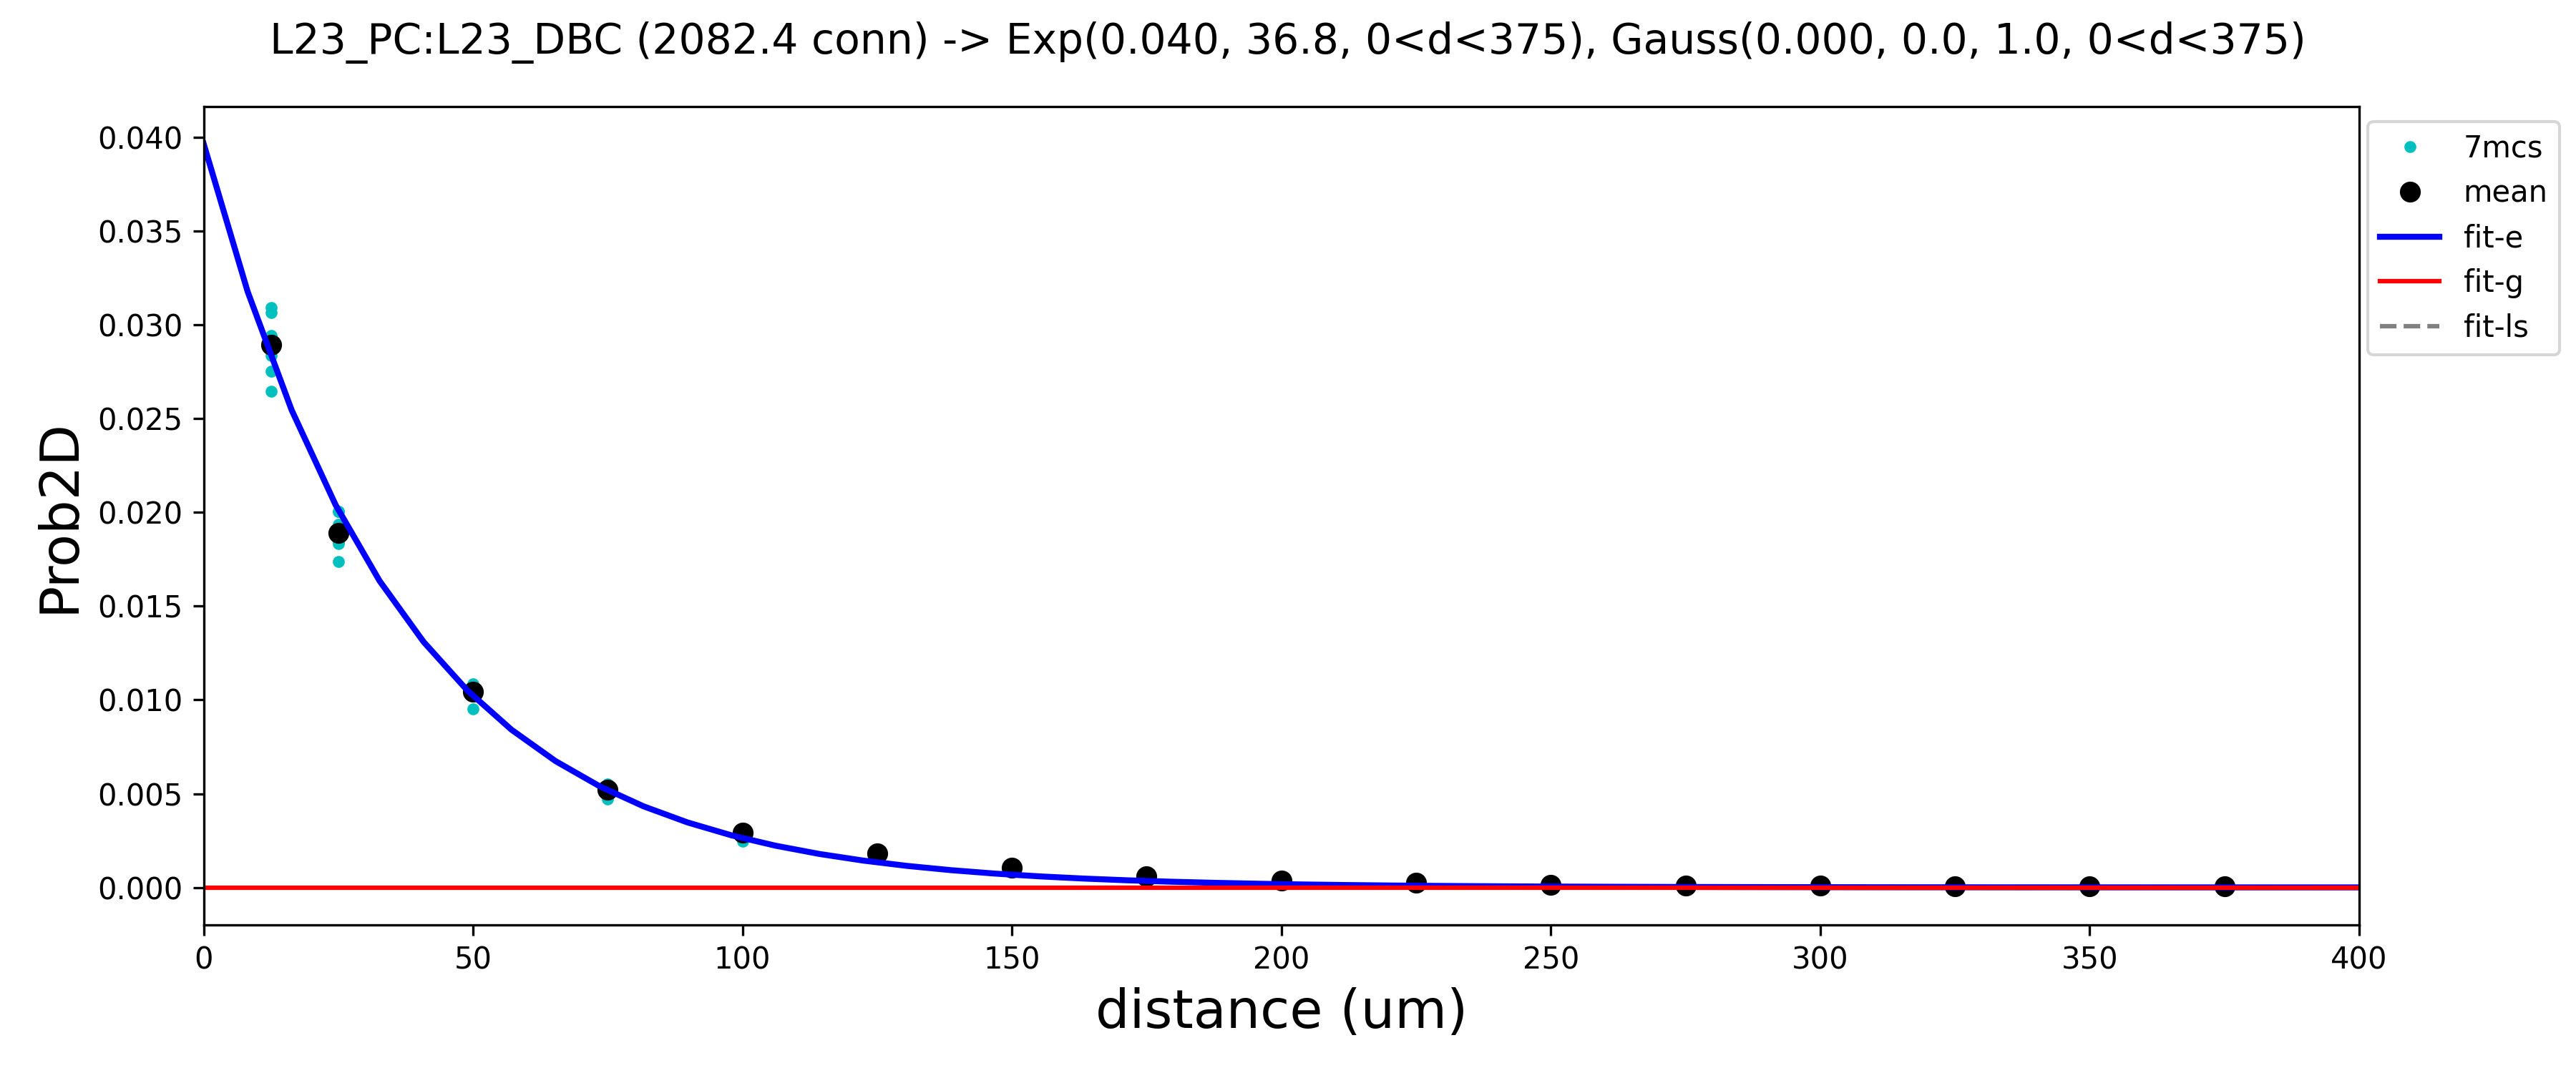 L23_PC:L23_DBC (2082.4 conn) -> Exp(0.040, 36.8, 0<d<375), Gauss(0.000, 0.0, 1.0, 0<d<375)
0.040
0.035
0.030
0.025
0.020
0.015
0.010
0.005
0.000
Prob2D
0 50 100 150 200 250 300 350 400
distance (um)
7mcs
mean
fit-e
fit-g
fit-ls